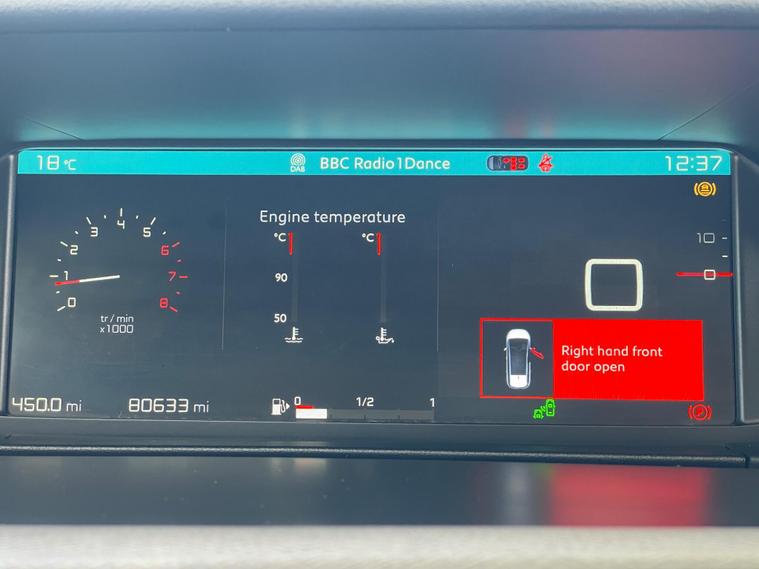 18 °C
DAB
BBC Radio1Dance
12:37
0
1
2
3
4
5
6
7
8
tr / min
x1000
Engine temperature
°C
°C
90
50
10
0
Right hand front
door open
450.0 mi
80633 mi
0
1/2
1
P